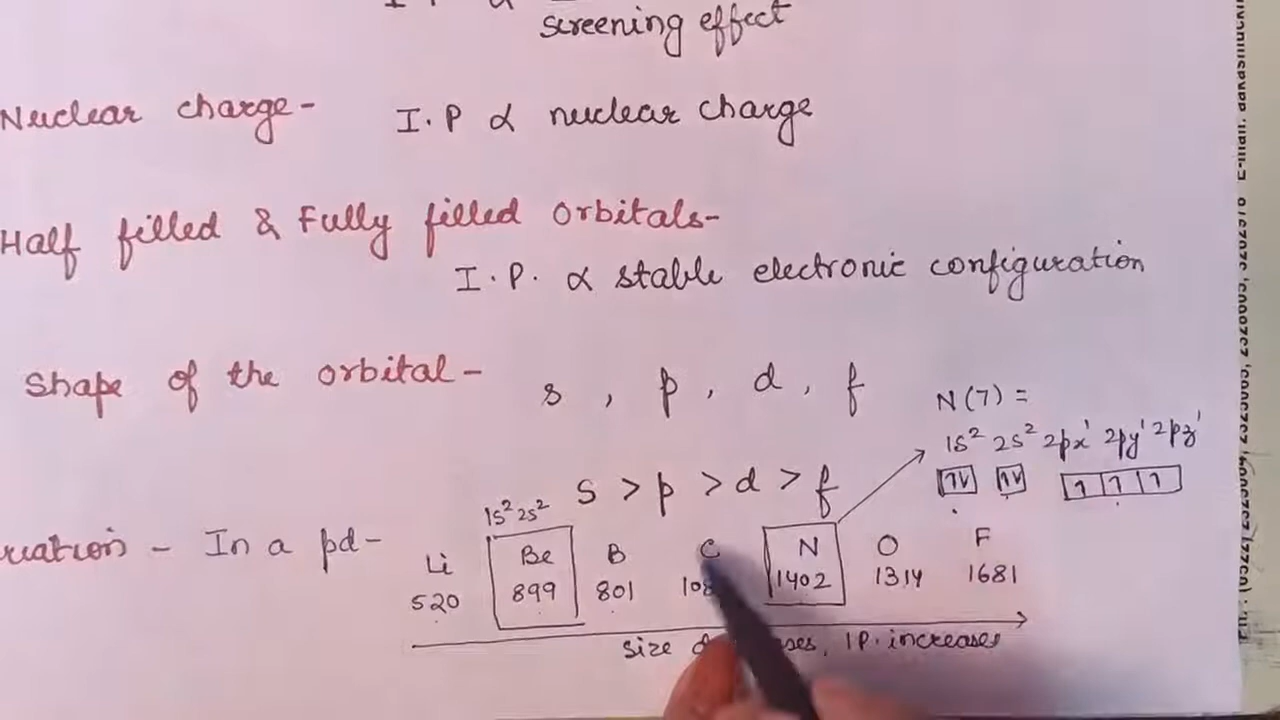 screening effect
Nuclear charge - I.P α nuclear charge
Half filled & Fully filled Orbitals-
I.P. α stable electronic configuration
Shape of the orbital - s, p, d, f
N(7) =
1s² 2s² 2px¹ 2py¹ 2pz¹
1s² 2s² S > p > d > f
In a pd-
Li Be B C N O F
520 899 801 1402 1314 1681
size, IP. increases